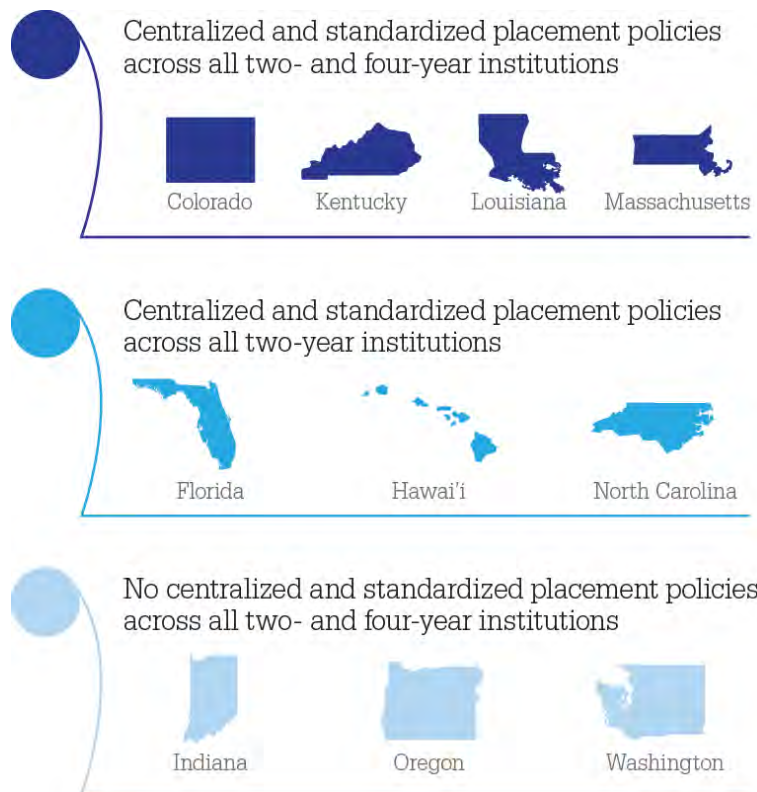 Centralized and standardized placement policies
across all two- and four-year institutions
Colorado
Kentucky
Louisiana
Massachusetts
Centralized and standardized placement policies
across all two-year institutions
Florida
Hawai'i
North Carolina
No centralized and standardized placement policies
across all two- and four-year institutions
Indiana
Oregon
Washington